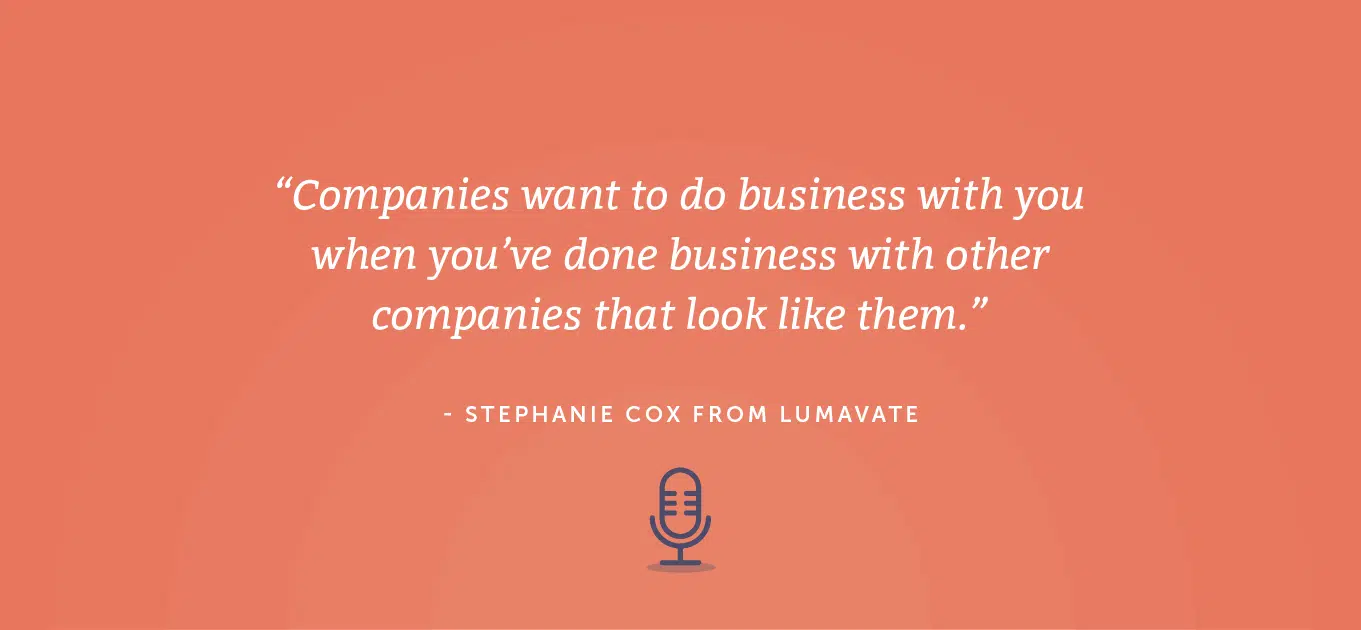 “Companies want to do business with you
when you’ve done business with other
companies that look like them.”
- STEPHANIE COX FROM LUMAVATE